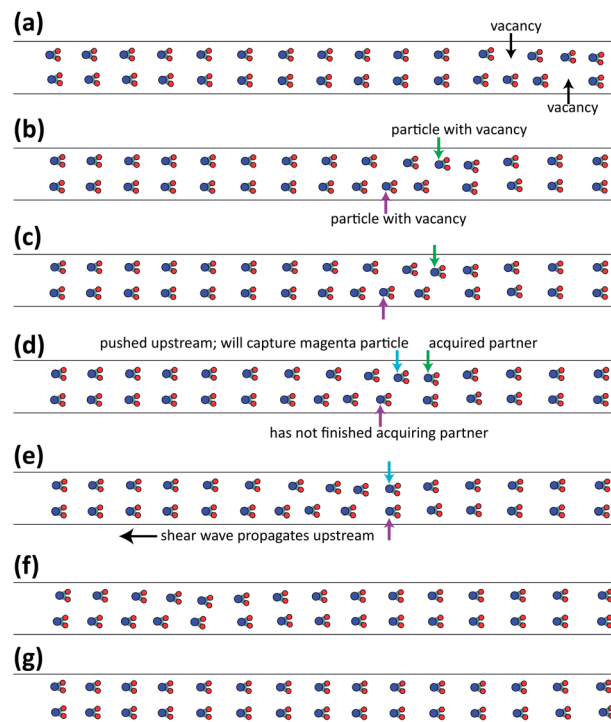 (a)
vacancy
vacancy
(b)
particle with vacancy
particle with vacancy
(c)
(d)
pushed upstream; will capture magenta particle
acquired partner
has not finished acquiring partner
(e)
shear wave propagates upstream
(f)
(g)